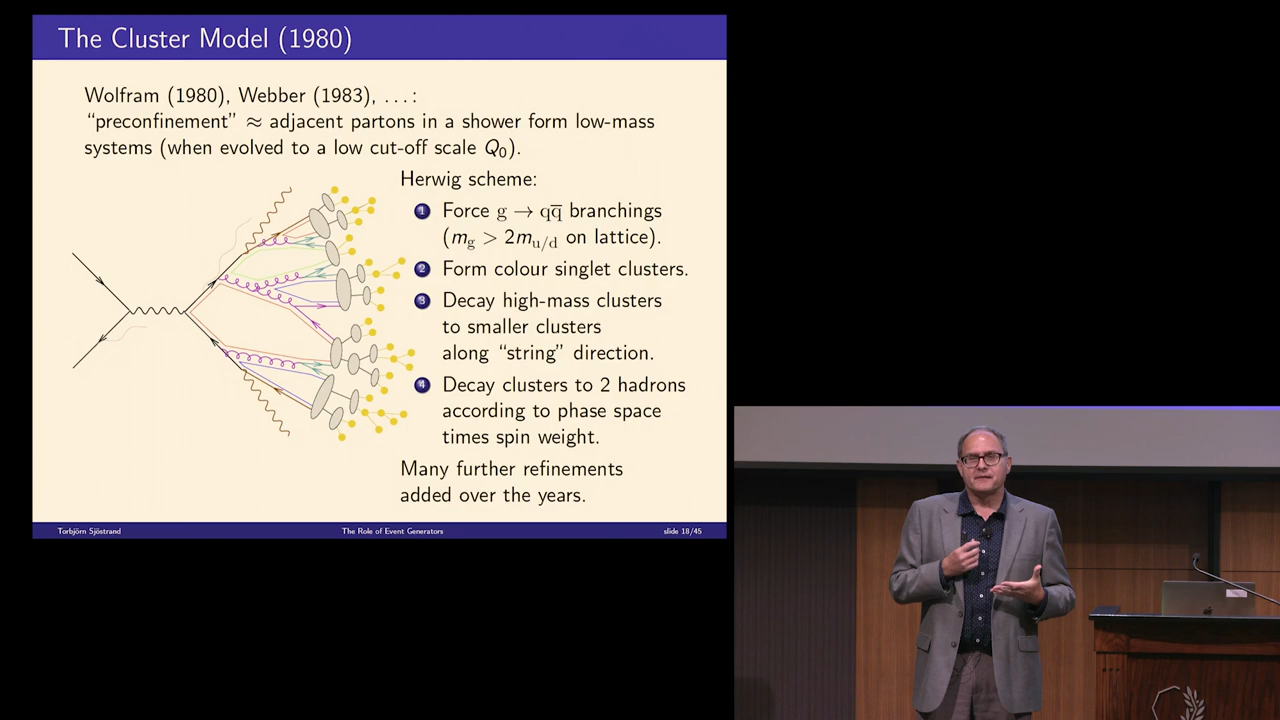 The Cluster Model (1980)
Wolfram (1980), Webber (1983), ...:
“preconfinement” ≈ adjacent partons in a shower form low-mass
systems (when evolved to a low cut-off scale Q₀).
Herwig scheme:
1 Force g → qq̅ branchings
(m_g > 2m_u/d on lattice).
2 Form colour singlet clusters.
3 Decay high-mass clusters
to smaller clusters
along “string” direction.
4 Decay clusters to 2 hadrons
according to phase space
times spin weight.
Many further refinements
added over the years.
Torbjörn Sjöstrand The Role of Event Generators slide 18/45